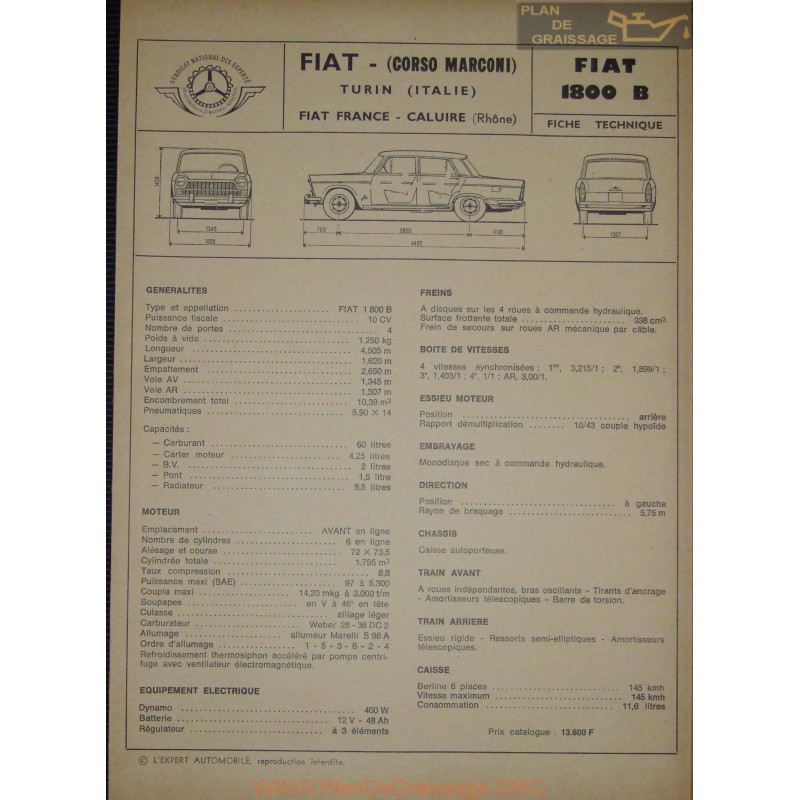 PLAN
DE
GRAISSAGE
SYNDICAT NATIONAL DES EXPERTS
FIAT - (CORSO MARCONI)
TURIN (ITALIE)
FIAT FRANCE - CALUIRE (Rhône)
FIAT
1800 B
FICHE TECHNIQUE
1345
1620
1307
2650
4485
GENERALITES
Type et appellation FIAT 1 800 B
Puissance fiscale 10 CV
Nombre de portes 4
Poids à vide 1.250 kg
Longueur 4,505 m
Largeur 1,620 m
Empattement 2,650 m
Voie AV 1,345 m
Voie AR 1,307 m
Encombrement total 10,39 m³
Pneumatiques 5,90 × 14
Capacités :
— Carburant 60 litres
— Carter moteur 4,25 litres
— B.V. 2 litres
— Pont 1,5 litre
— Radiateur 8,5 litres
MOTEUR
Emplacement AVANT en ligne
Nombre de cylindres 6 en ligne
Alésage et course 72 × 73,5
Cylindrée totale 1.795 m³
Taux compression 8,8
Puissance maxi (SAE) 97 à 5.300
Couple maxi 14,20 mkg à 3.000 t/m
Soupapes en V à 46° en tête
Culasse alliage léger
Carburateur Weber 28 - 36 DC 2
Allumage allumeur Marelli S 96 A
Ordre d'allumage 1 - 5 - 3 - 6 - 2 - 4
Refroidissement thermosiphon accéléré par pompe centri-
fuge avec ventilateur électromagnétique.
EQUIPEMENT ELECTRIQUE
Dynamo 400 W
Batterie 12 V - 48 Ah
Régulateur à 3 éléments
FREINS
A disques sur les 4 roues à commande hydraulique.
Surface frottante totale 338 cm²
Frein de secours sur roues AR mécanique par câble.
BOITE DE VITESSES
4 vitesses synchronisées : 1re, 3,215/1 ; 2e, 1,899/1 ;
3e, 1,403/1 ; 4e, 1/1 ; AR, 3,00/1.
ESSIEU MOTEUR
Position arrière
Rapport démultiplication 10/43 couple hypoïde
EMBRAYAGE
Monodisque sec à commande hydraulique.
DIRECTION
Position à gauche
Rayon de braquage 5,75 m
CHASSIS
Caisse autoporteuse.
TRAIN AVANT
A roues indépendantes, bras oscillants - Tirants d'ancrage
- Amortisseurs télescopiques - Barre de torsion.
TRAIN ARRIERE
Essieu rigide - Ressorts semi-elliptiques - Amortisseurs
télescopiques.
CAISSE
Berline 6 places 145 kmh
Vitesse maximum 145 kmh
Consommation 11,6 litres
Prix catalogue : 13.600 F
© L'EXPERT AUTOMOBILE, reproduction interdite.
www.PlanDeGraissage.ORG